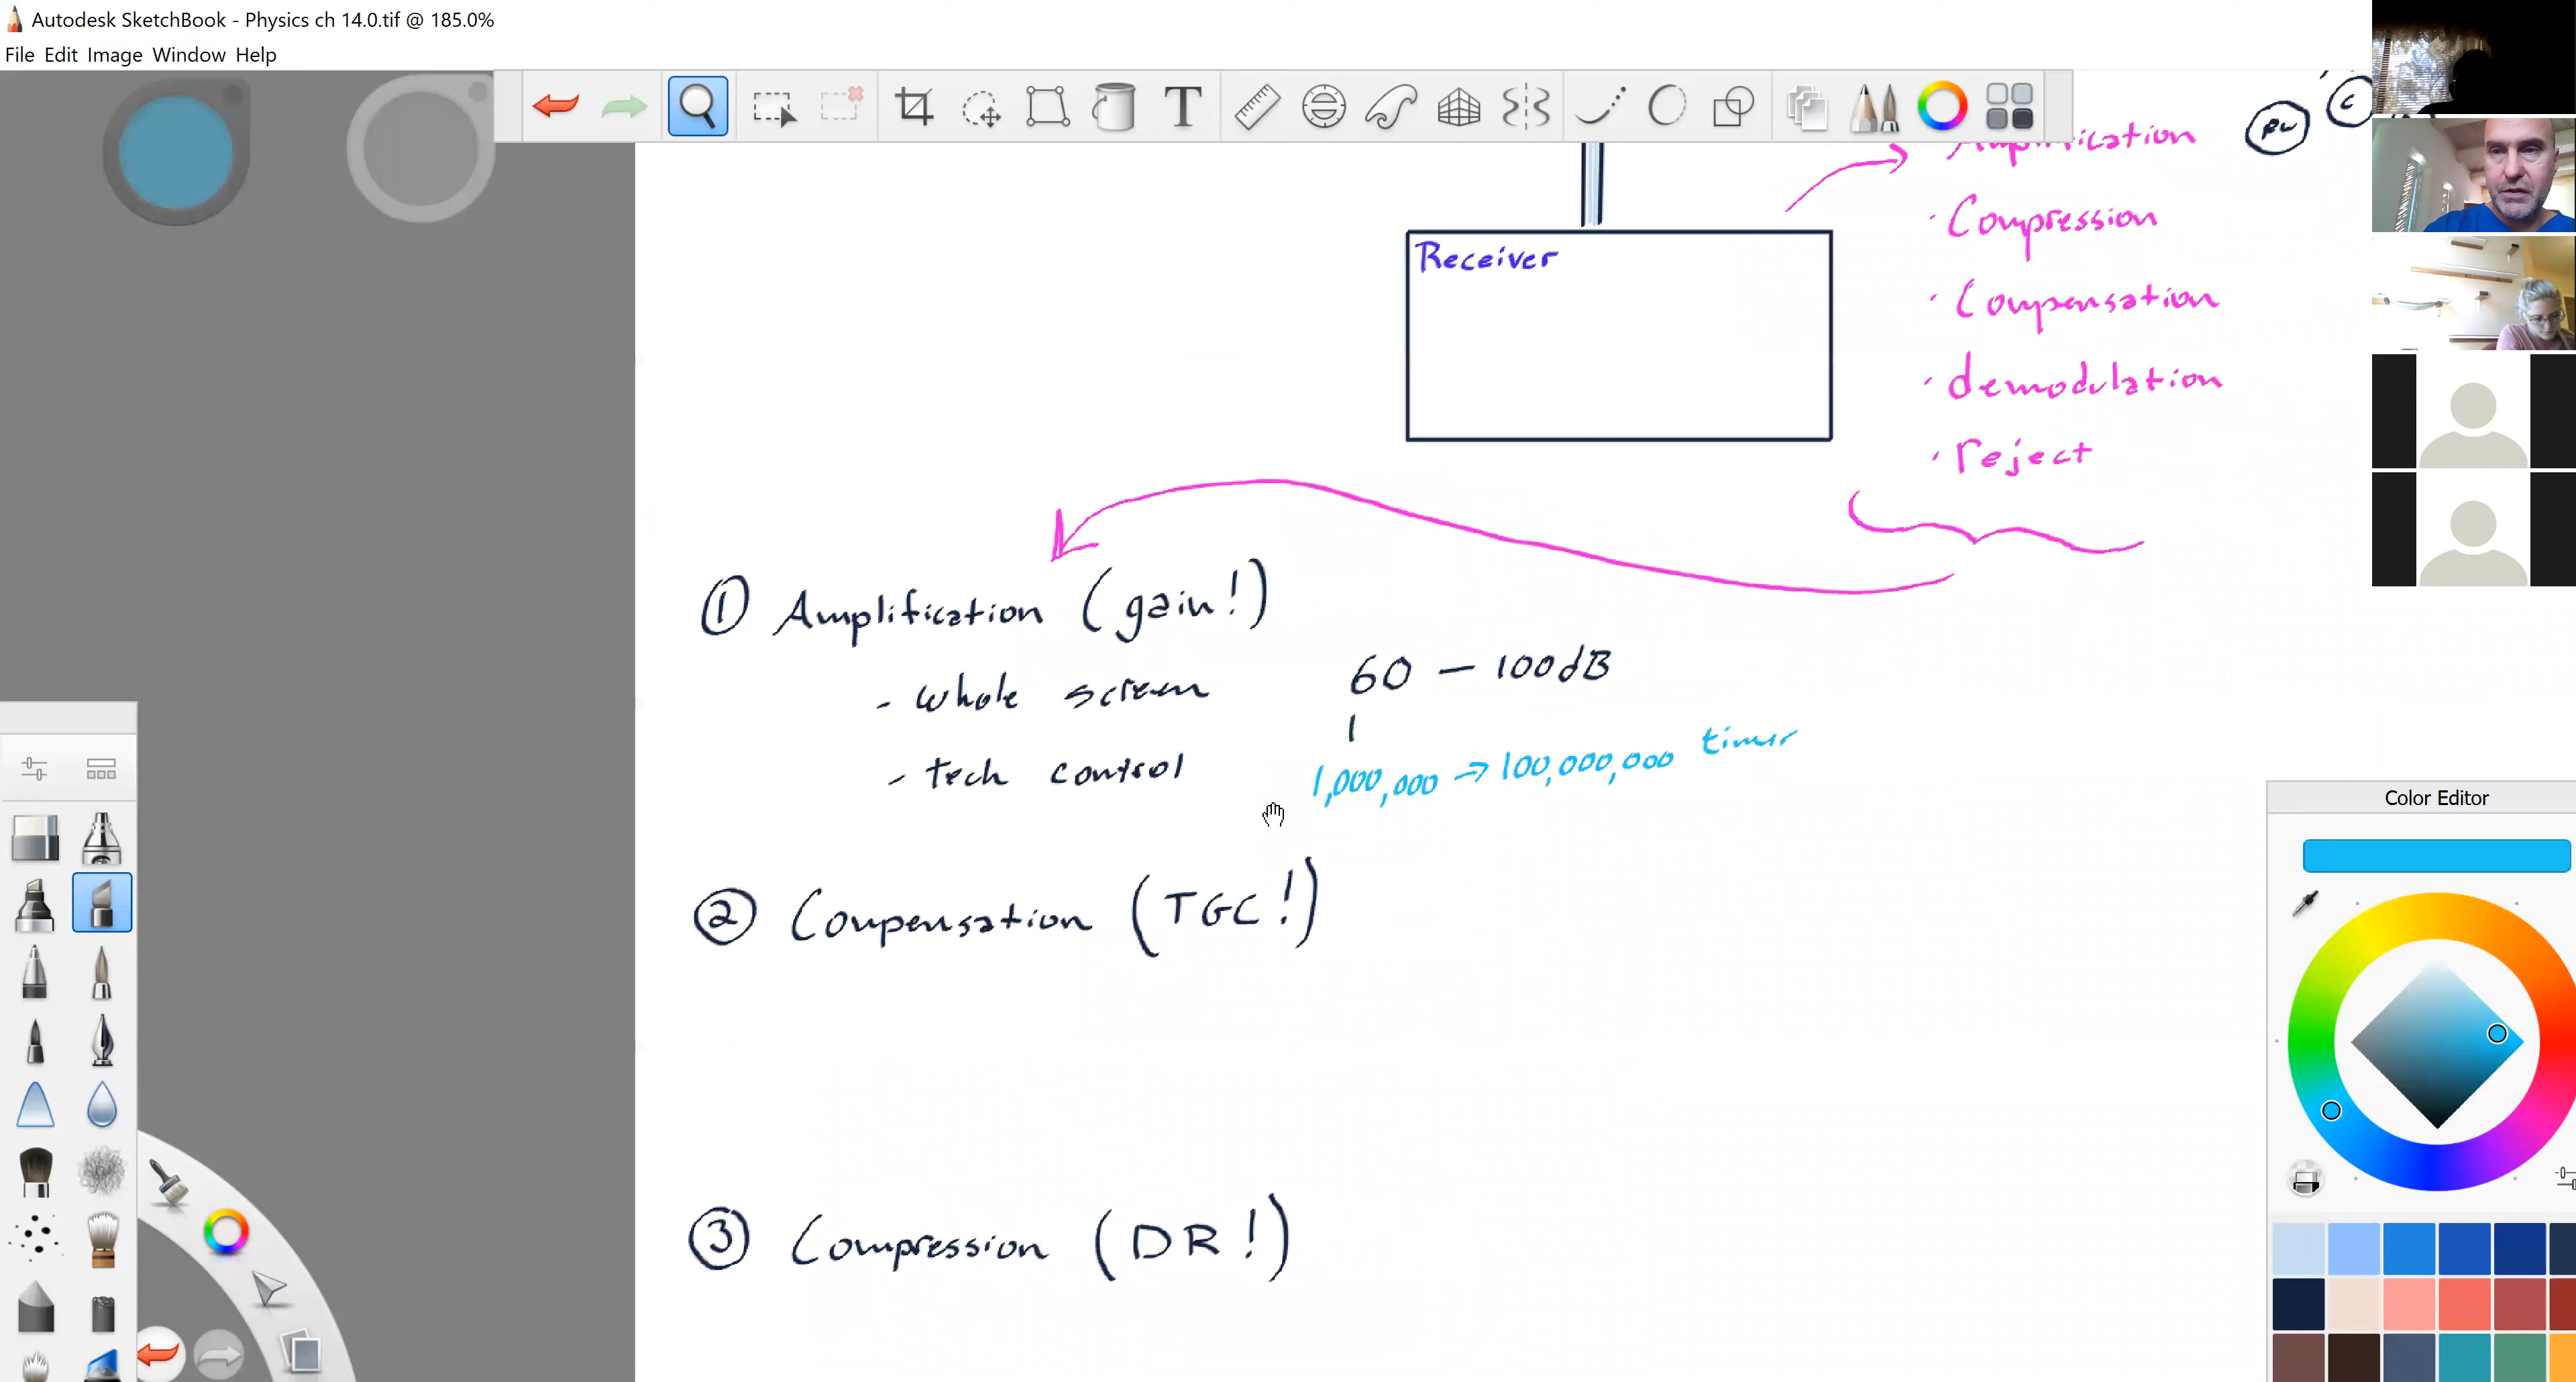 Autodesk SketchBook - Physics ch 14.0.tif @ 185.0%
File Edit Image Window Help
Amplification
· Compression
· Compensation
· demodulation
· reject
BW
C
Receiver
① Amplification (gain!)
- whole screen
- tech control
60 – 100dB
1,000,000 → 100,000,000 times
② Compensation (TGC!)
③ Compression (DR!)
Color Editor